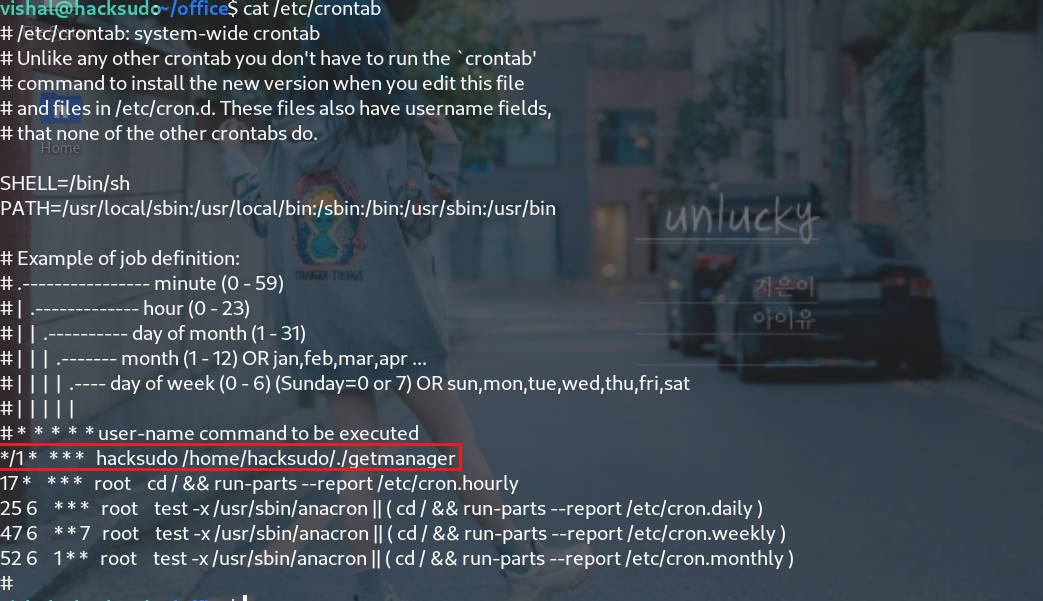 vishal@hacksudo:~/office$ cat /etc/crontab
# /etc/crontab: system-wide crontab
# Unlike any other crontab you don't have to run the `crontab'
# command to install the new version when you edit this file
# and files in /etc/cron.d. These files also have username fields,
# that none of the other crontabs do.
Home
SHELL=/bin/sh
PATH=/usr/local/sbin:/usr/local/bin:/sbin:/bin:/usr/sbin:/usr/bin
unlucky
# Example of job definition:
STRANGER THINGS
# .---------------- minute (0 - 59)
지은이
# | .------------- hour (0 - 23)
아이유
# | | .---------- day of month (1 - 31)
# | | | .------- month (1 - 12) OR jan,feb,mar,apr ...
# | | | | .---- day of week (0 - 6) (Sunday=0 or 7) OR sun,mon,tue,wed,thu,fri,sat
# | | | | |
# * * * * * user-name command to be executed
*/1 * * * * hacksudo /home/hacksudo/./getmanager
17 * * * * root cd / && run-parts --report /etc/cron.hourly
25 6 * * * root test -x /usr/sbin/anacron || ( cd / && run-parts --report /etc/cron.daily )
47 6 * * 7 root test -x /usr/sbin/anacron || ( cd / && run-parts --report /etc/cron.weekly )
52 6 1 * * root test -x /usr/sbin/anacron || ( cd / && run-parts --report /etc/cron.monthly )
#